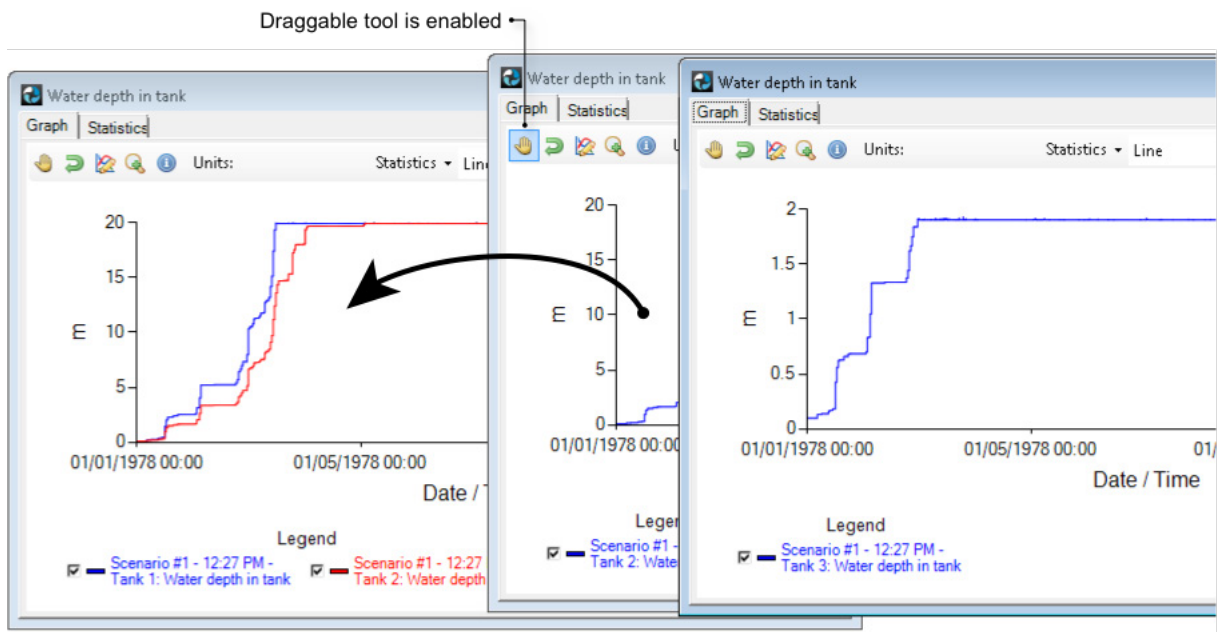 Draggable tool is enabled
Water depth in tank
Graph Statistics
Units: Statistics Line
20
15
m
10
5
0
01/01/1978 00:00 01/05/1978 00:00
Date /
Legend
Scenario #1 - 12:27 PM -
Tank 1: Water depth in tank
Scenario #1 - 12:27
Tank 2: Water depth
Water depth in tank
Graph Statistics
20
15
m
10
5
0
01/01/1978 00:00
Scenario #1 -
Tank 2:
Water depth in tank
Graph Statistics
Units: Statistics Line
2
1.5
m
1
0.5
0
01/01/1978 00:00 01/05/1978 00:00 01/
Date / Time
Legend
Scenario #1 - 12:27 PM -
Tank 3: Water depth in tank